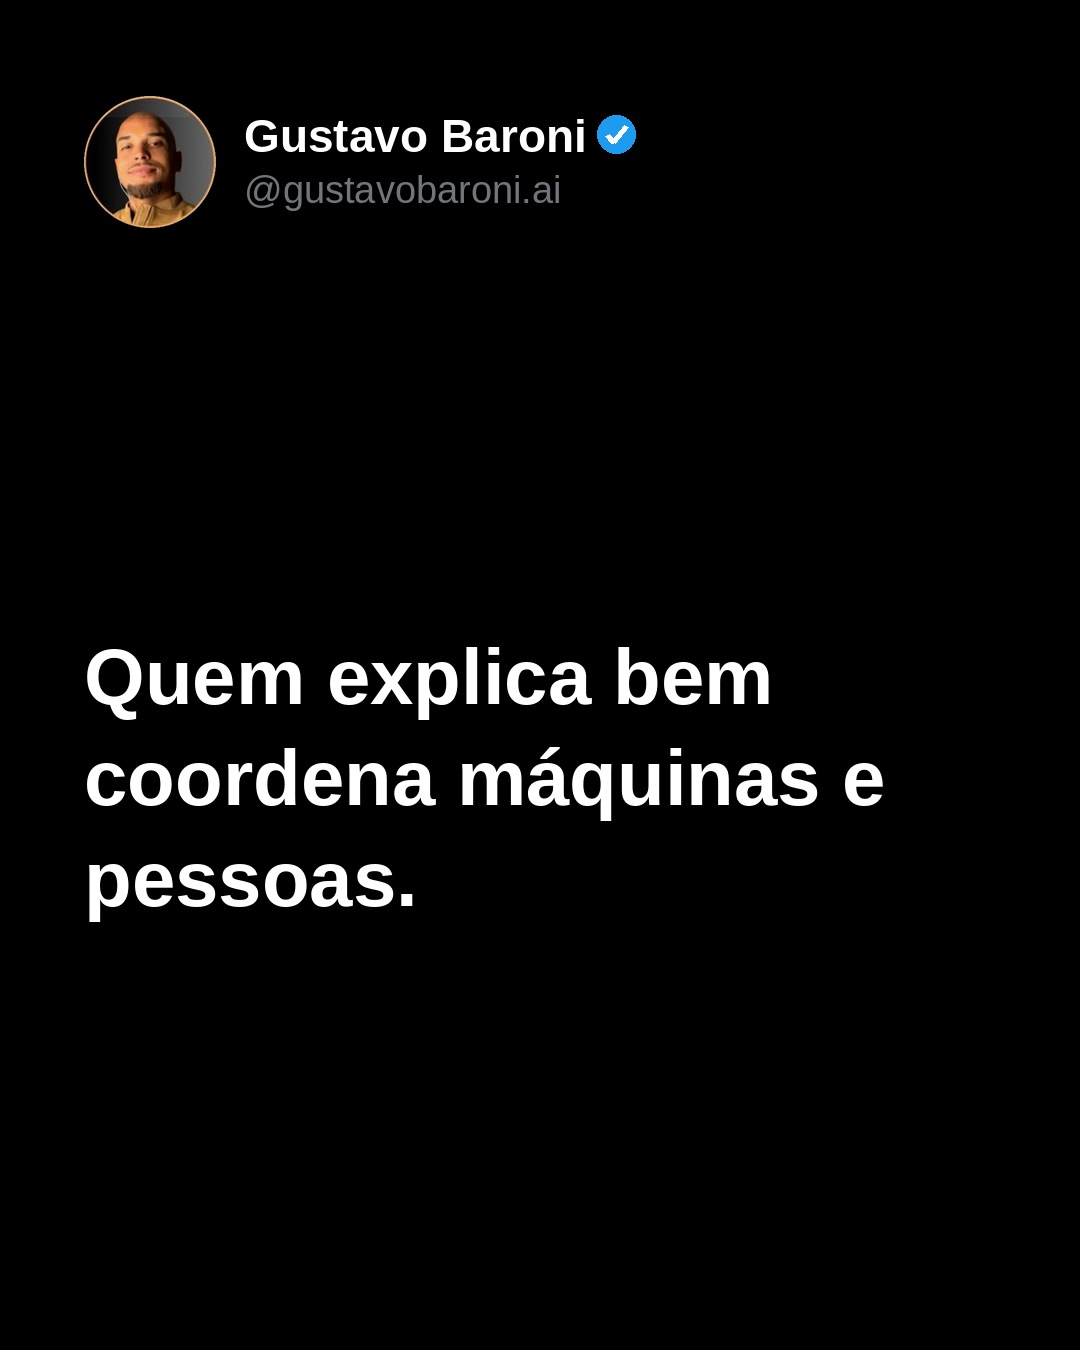 Gustavo Baroni
@gustavobaroni.ai
Quem explica bem
coordena máquinas e
pessoas.